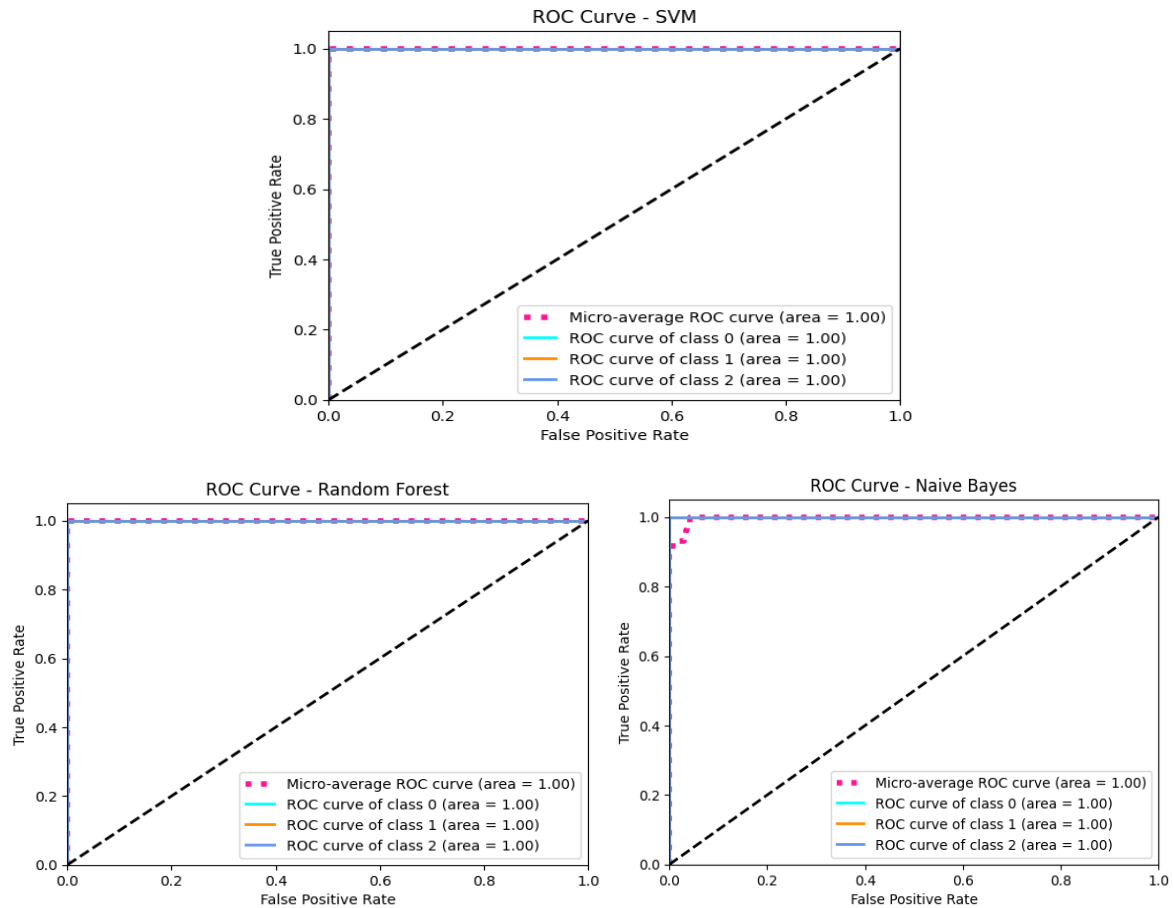 ROC Curve - SVM
True Positive Rate
1.0
0.8
0.6
0.4
0.2
0.0
Micro-average ROC curve (area = 1.00)
ROC curve of class 0 (area = 1.00)
ROC curve of class 1 (area = 1.00)
ROC curve of class 2 (area = 1.00)
0.0 0.2 0.4 0.6 0.8 1.0
False Positive Rate
ROC Curve - Random Forest
True Positive Rate
1.0
0.8
0.6
0.4
0.2
0.0
Micro-average ROC curve (area = 1.00)
ROC curve of class 0 (area = 1.00)
ROC curve of class 1 (area = 1.00)
ROC curve of class 2 (area = 1.00)
0.0 0.2 0.4 0.6 0.8 1.0
False Positive Rate
ROC Curve - Naive Bayes
True Positive Rate
1.0
0.8
0.6
0.4
0.2
0.0
Micro-average ROC curve (area = 1.00)
ROC curve of class 0 (area = 1.00)
ROC curve of class 1 (area = 1.00)
ROC curve of class 2 (area = 1.00)
0.0 0.2 0.4 0.6 0.8 1.0
False Positive Rate